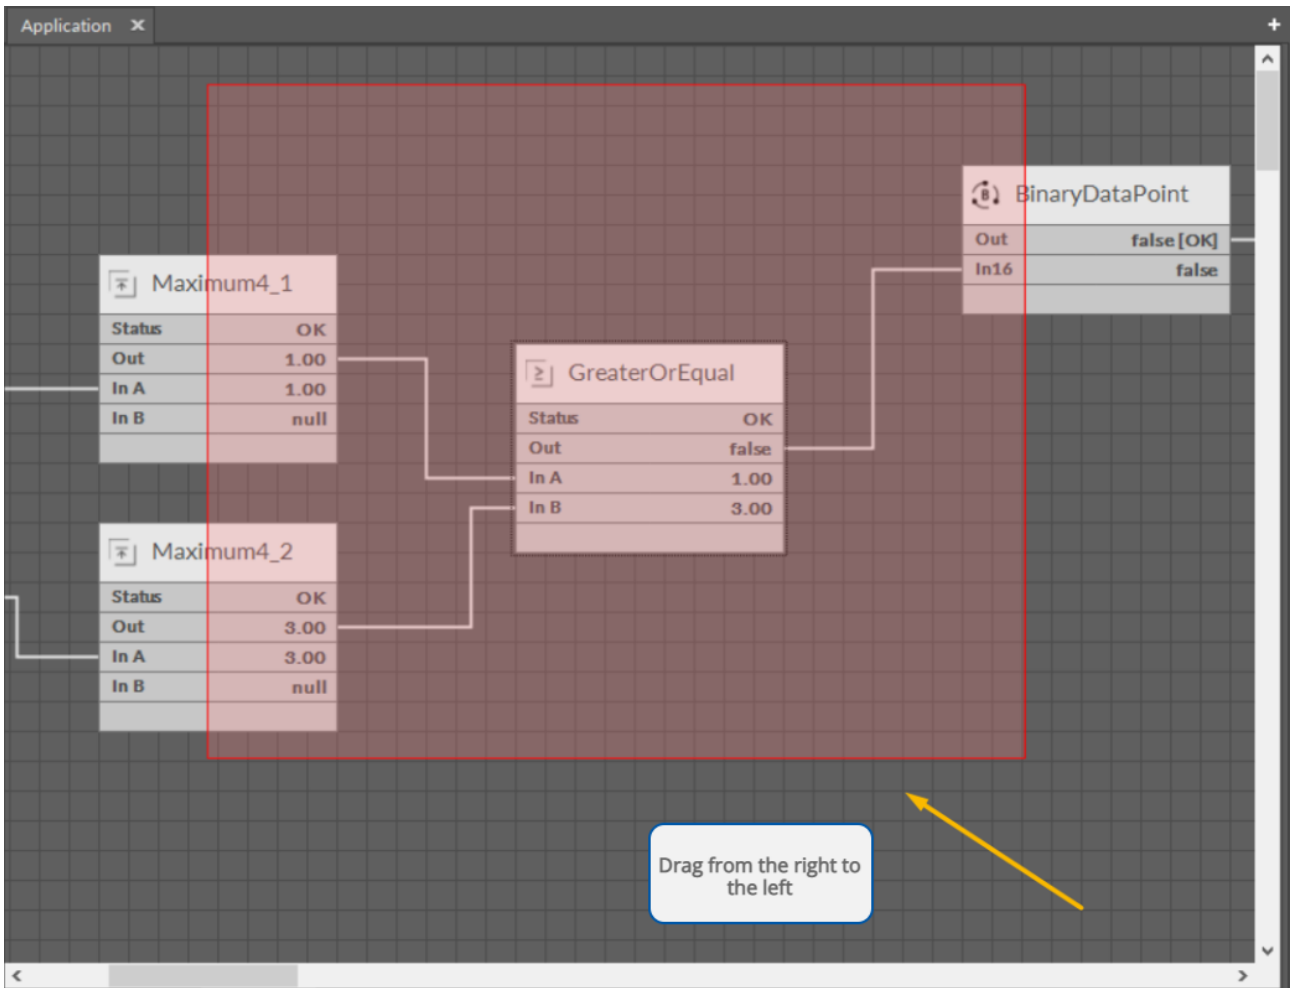 Application
BinaryDataPoint
Out false [OK]
In16 false
Maximum4_1
Status OK
Out 1.00
In A 1.00
In B null
GreaterOrEqual
Status OK
Out false
In A 1.00
In B 3.00
Maximum4_2
Status OK
Out 3.00
In A 3.00
In B null
Drag from the right to
the left